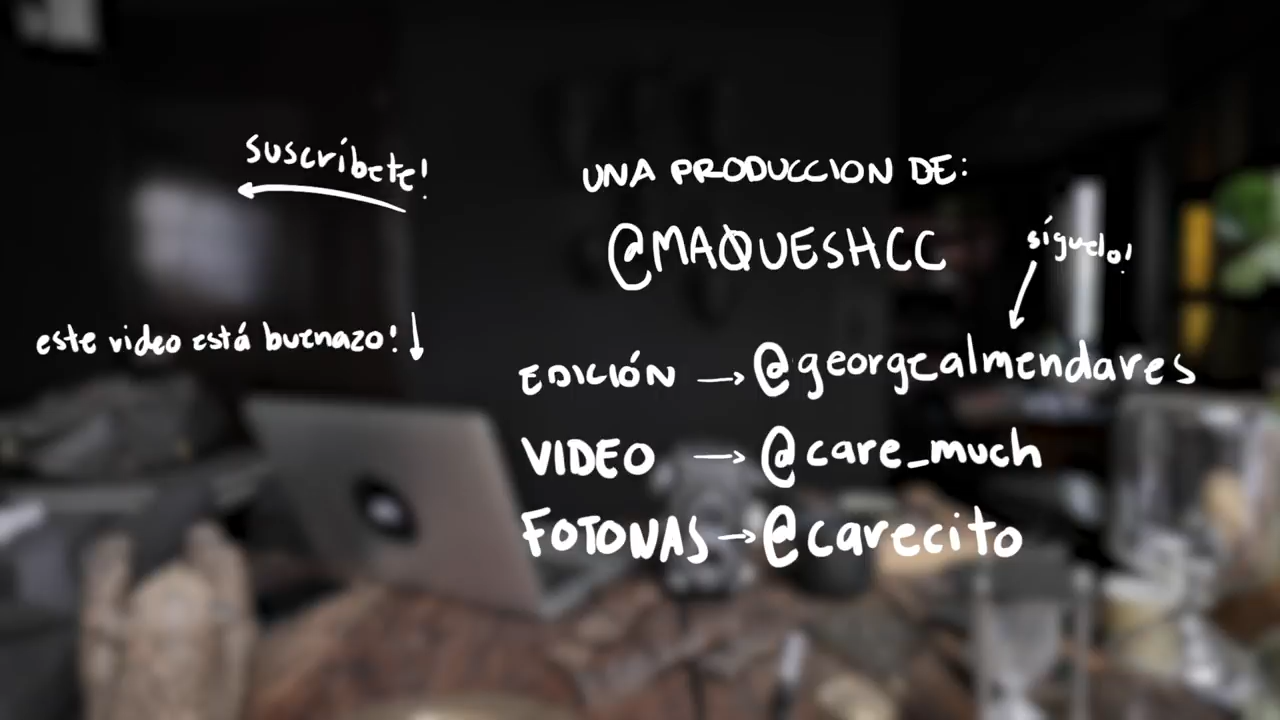 suscríbete!
este video está buenazo!
UNA PRODUCCION DE:
@MAQUESHCC
síguelo!
EDICIÓN → @georgealmendares
VIDEO → @care_much
FOTONAS → @carecito